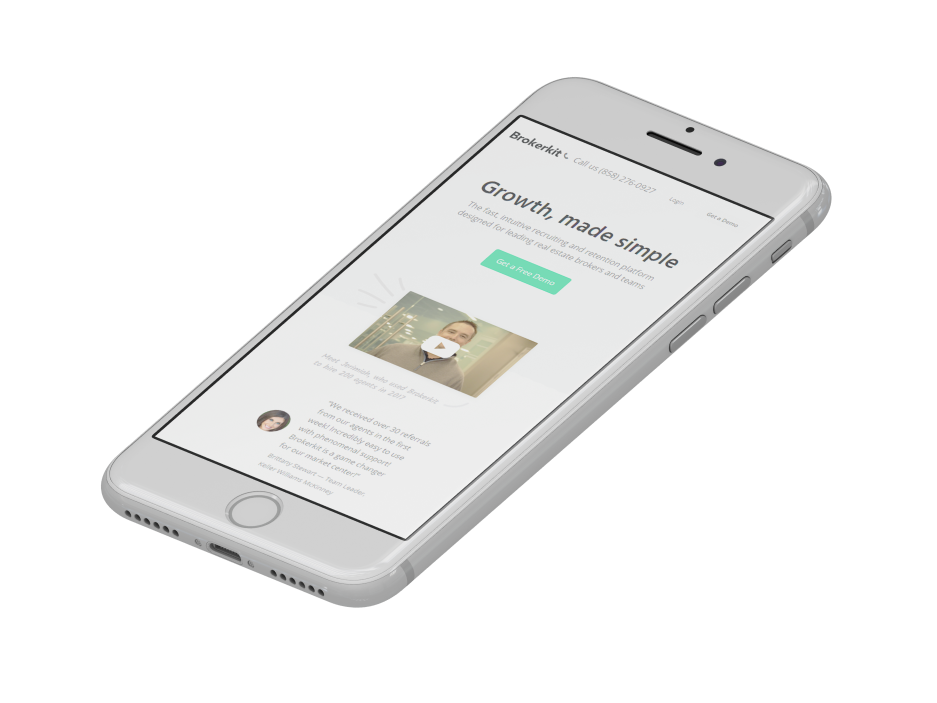 Brokerkit
Call us (858) 276-0927
Login
Get a Demo
Growth, made simple
The fast, intuitive recruiting and retention platform
designed for leading real estate brokers and teams
Get a Free Demo
Meet Jeremiah, who used Brokerkit
to hire 200 agents in 2017
"We received over 30 referrals
from our agents in the first
week! Incredibly easy to use
with phenomenal support!
Brokerkit is a game changer
for our market center!"
Brittany Stewart — Team Leader,
Keller Williams McKinney